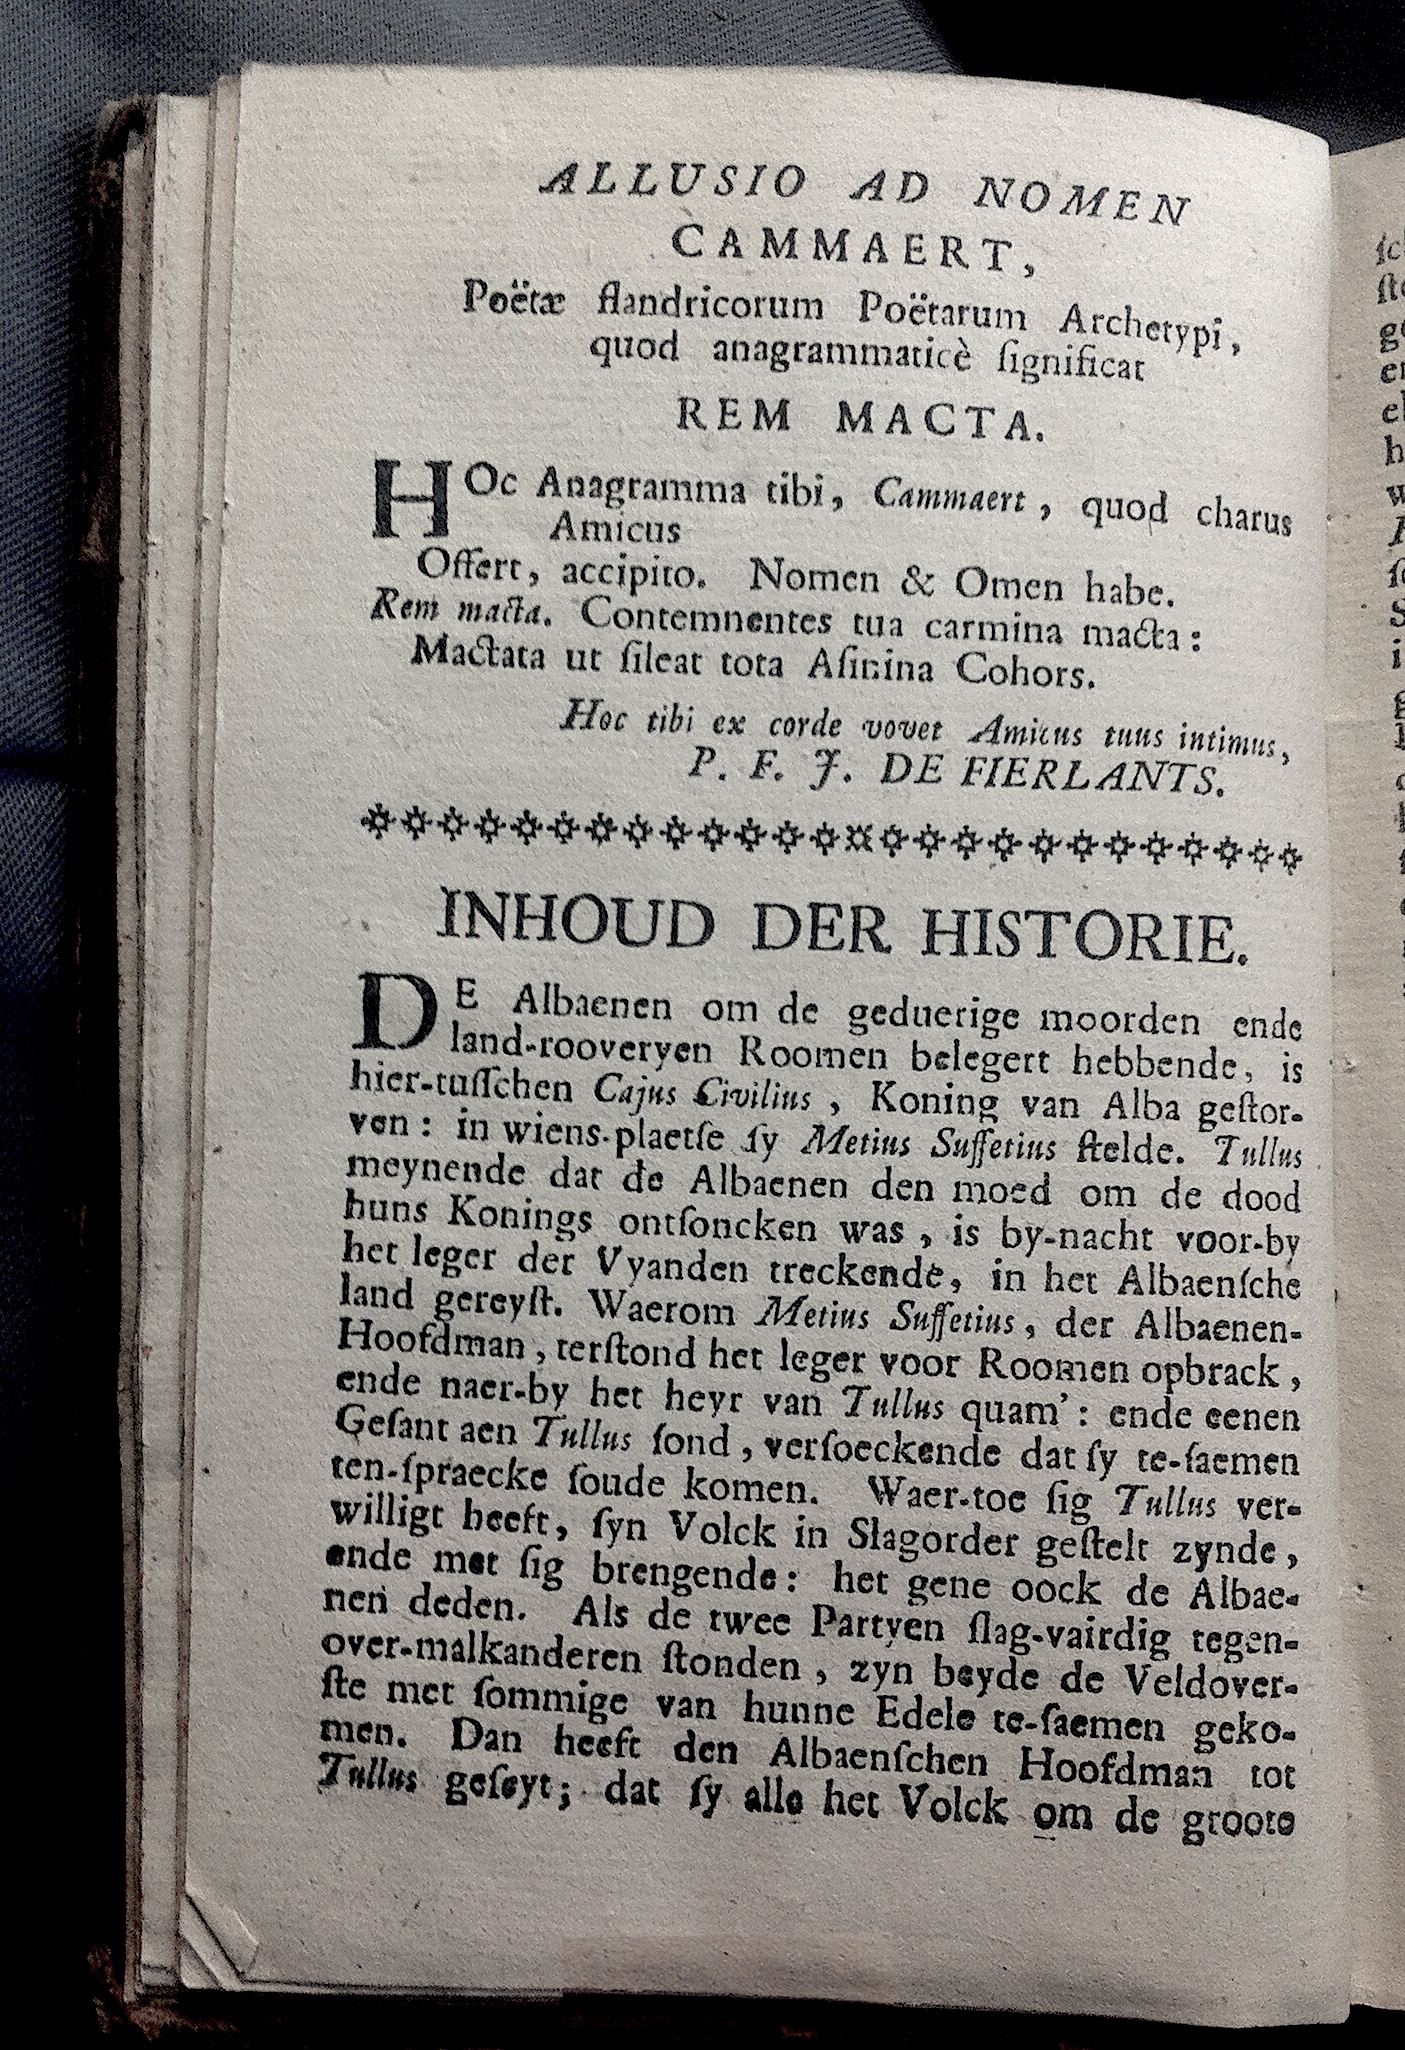 ALLUSIO AD NOMEN
CAMMAERT,
Poëtæ flandricorum Poëtarum Archetypi,
quod anagrammaticè ſignificat
REM MACTA.
HOc Anagramma tibi, Cammaert, quod charus
Amicus
Offert, accipito. Nomen & Omen habe.
Rem macta. Contemnentes tua carmina macta:
Mactata ut ſileat tota Aſinina Cohors.
Hoc tibi ex corde vovet Amicus tuus intimus,
P. F. J. DE FIERLANTS.
INHOUD DER HISTORIE.
DE Albaenen om de geduerige moorden ende
land-rooveryen Roomen belegert hebbende, is
hier-tuſſchen Cajus Civilius, Koning van Alba geſtor-
ven: in wiens-plaetſe ſy Metius Suffetius ſtelde. Tullus
meynende dat de Albaenen den moed om de dood
huns Konings ontſoncken was, is by-nacht voor-by
het leger der Vyanden treckende, in het Albaenſche
land gereyſt. Waerom Metius Suffetius, der Albaenen-
Hoofdman, terſtond het leger voor Roomen opbrack,
ende naer-by het heyr van Tullus quam': ende eenen
Geſant aen Tullus ſond, verſoeckende dat ſy te-ſaemen
ten-ſpraecke ſoude komen. Waer-toe ſig Tullus ver-
willigt heeft, ſyn Volck in Slagorder geſtelt zynde,
ende met ſig brengende: het gene oock de Albae-
nen deden. Als de twee Partyen ſlag-vairdig tegen-
over-malkanderen ſtonden, zyn beyde de Veldover-
ſte met ſommige van hunne Edele te-ſaemen geko-
men. Dan heeft den Albaenſchen Hoofdman tot
Tullus geſeyt; dat ſy alle het Volck om de groote